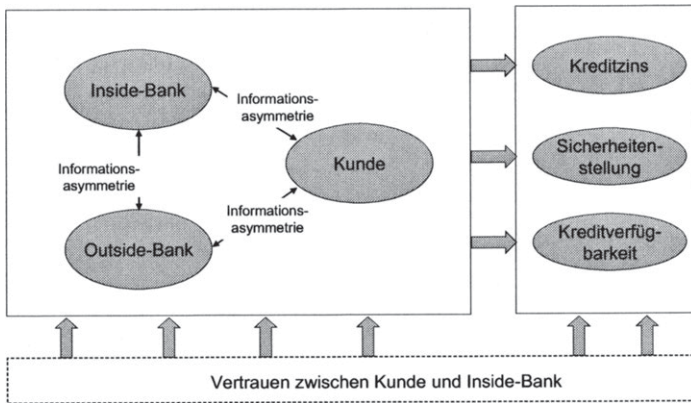 Inside-Bank
Informations-
asymmetrie
Kunde
Informations-
asymmetrie
Informations-
asymmetrie
Outside-Bank
Kreditzins
Sicherheiten-
stellung
Kreditverfüg-
barkeit
Vertrauen zwischen Kunde und Inside-Bank